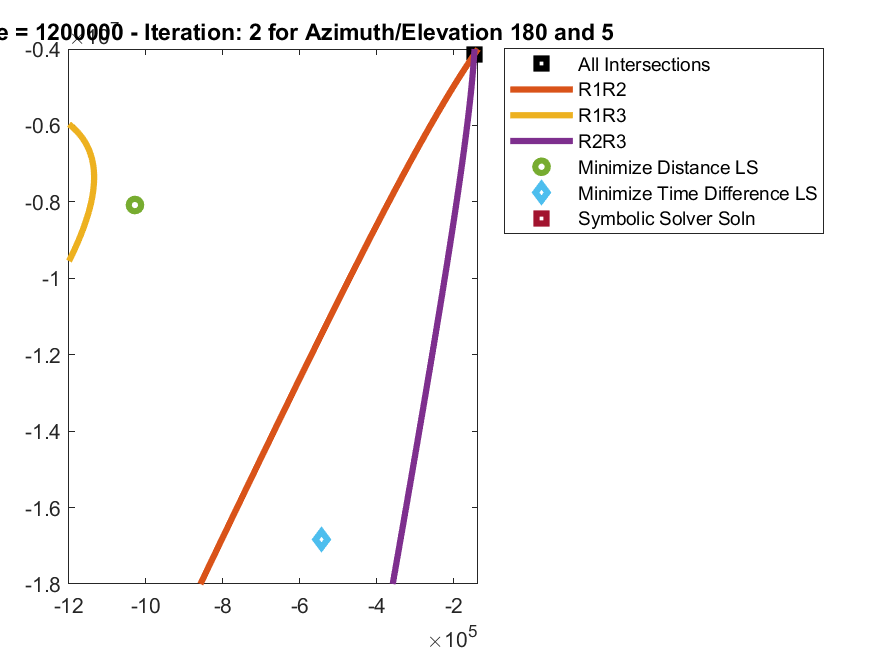 e = 1200000 - Iteration: 2 for Azimuth/Elevation 180 and 5
×10⁷
-0.4
-0.6
-0.8
-1
-1.2
-1.4
-1.6
-1.8
-12 -10 -8 -6 -4 -2
×10⁵
All Intersections
R1R2
R1R3
R2R3
Minimize Distance LS
Minimize Time Difference LS
Symbolic Solver Soln